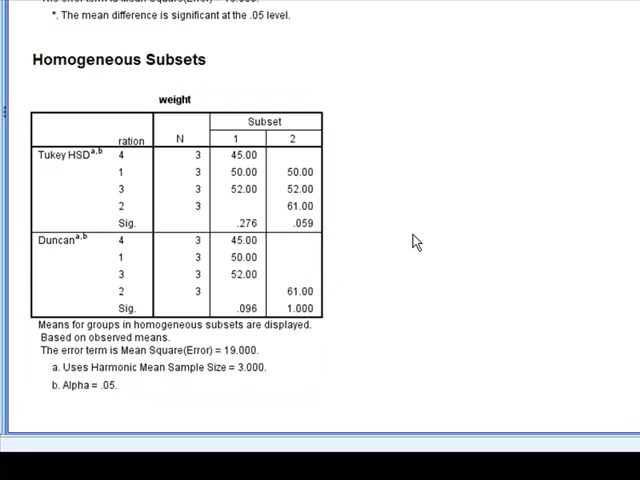 *. The mean difference is significant at the .05 level.
Homogeneous Subsets
weight
Subset
ration N 1 2
Tukey HSDa,b 4 3 45.00
1 3 50.00 50.00
3 3 52.00 52.00
2 3 61.00
Sig. .276 .059
Duncana,b 4 3 45.00
1 3 50.00
3 3 52.00
2 3 61.00
Sig. .096 1.000
Means for groups in homogeneous subsets are displayed.
Based on observed means.
The error term is Mean Square(Error) = 19.000.
a. Uses Harmonic Mean Sample Size = 3.000.
b. Alpha = .05.